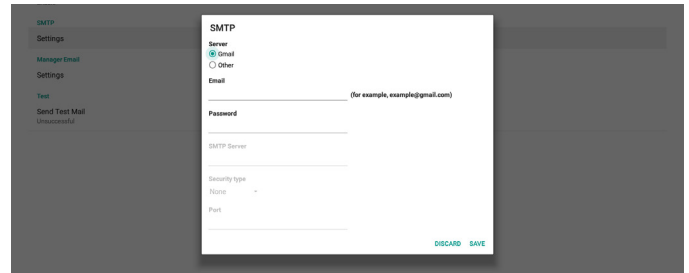 SMTP
Settings
Manager Email
Settings
Test
Send Test Mail
Unsuccessful
SMTP
Server
Gmail
Other
Email
(for example, example@gmail.com)
Password
SMTP Server
Security type
None
Port
DISCARD SAVE